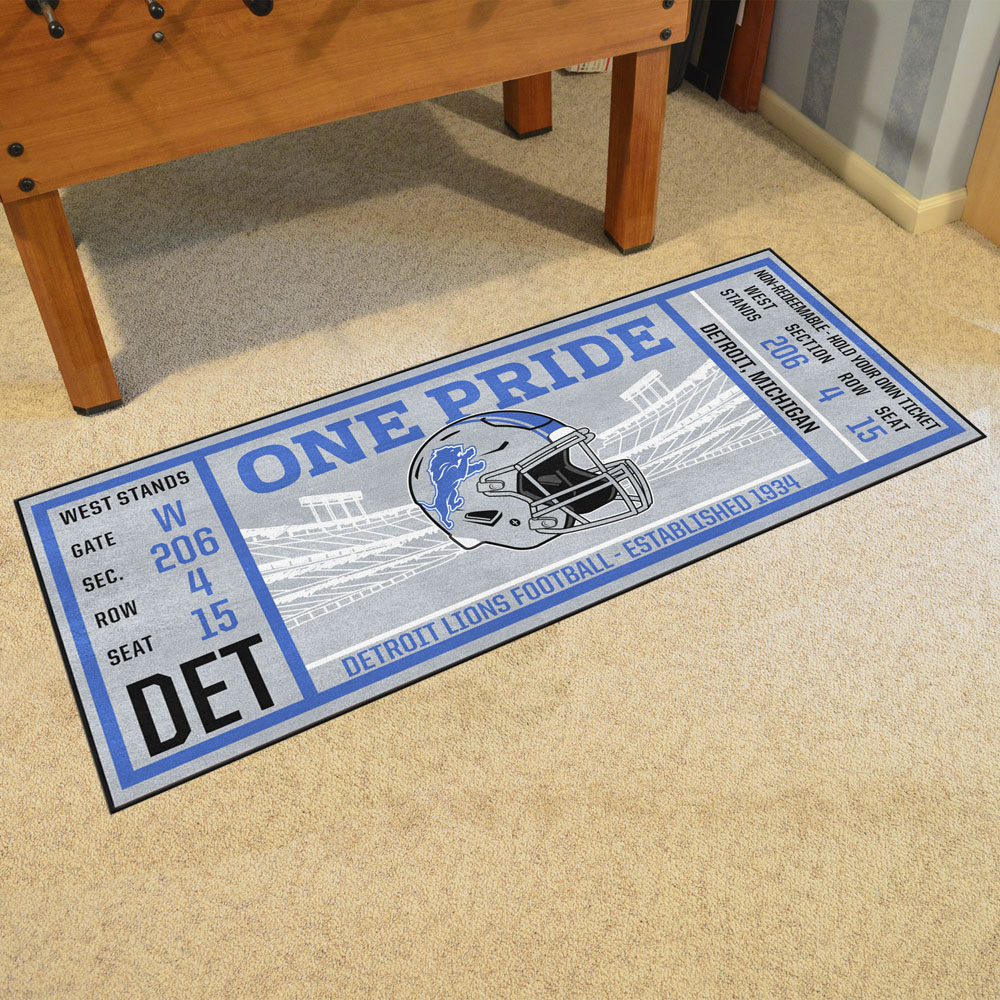 WEST STANDS
GATE W
SEC. 206
ROW 4
SEAT 15
DET
ONE PRIDE
DETROIT LIONS FOOTBALL - ESTABLISHED 1934
DETROIT, MICHIGAN
WEST STANDS
SECTION 206
ROW 4
SEAT 15
NON-REDEEMABLE - HOLD YOUR OWN TICKET